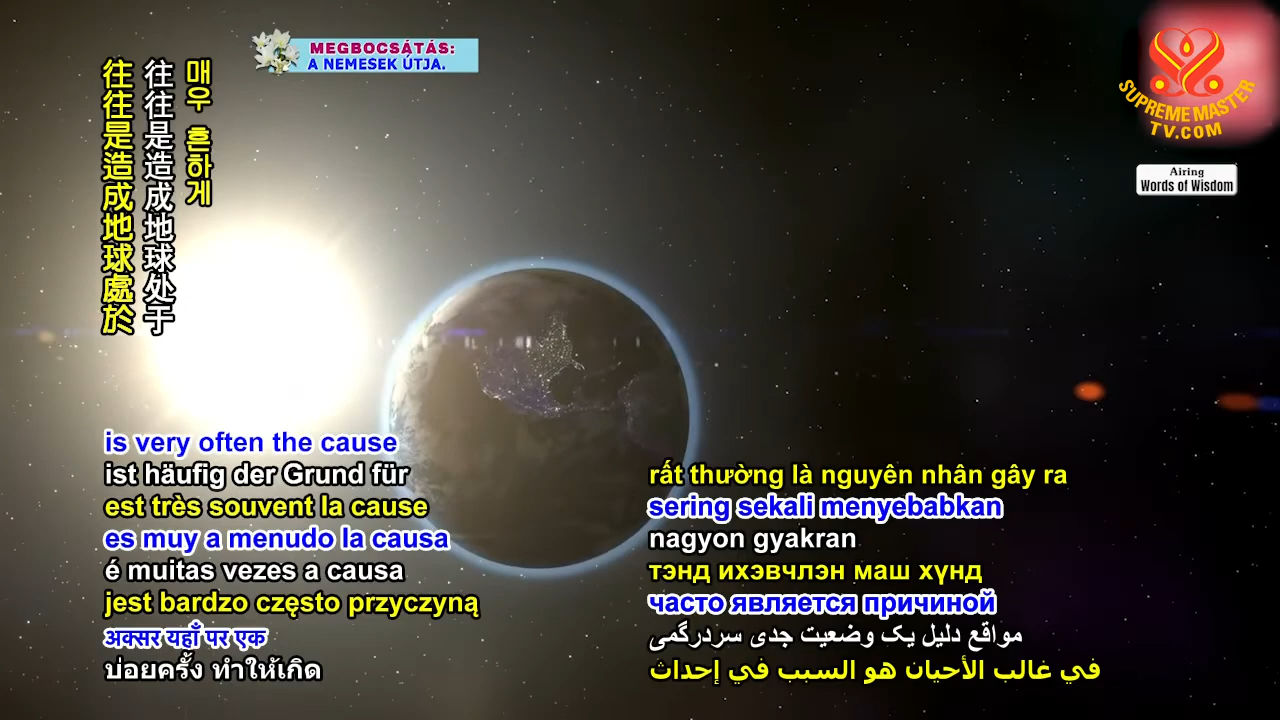 MEGBOCSÁTÁS:
A NEMESEK ÚTJA.
SUPREME MASTER
TV.COM
Airing
Words of Wisdom
매우 흔하게
往往是造成地球处于
往往是造成地球處於
is very often the cause
ist häufig der Grund für
est très souvent la cause
es muy a menudo la causa
é muitas vezes a causa
jest bardzo często przyczyną
अक्सर यहाँ पर एक
บ่อยครั้ง ทำให้เกิด
rất thường là nguyên nhân gây ra
sering sekali menyebabkan
nagyon gyakran
тэнд ихэвчлэн маш хүнд
часто является причиной
مواقع دلیل یک وضعیت جدی سردرگمی
في غالب الأحيان هو السبب في إحداث